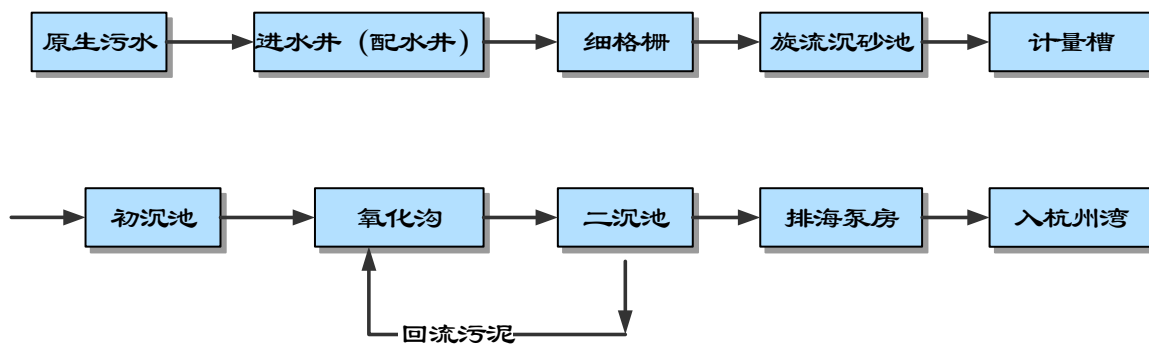 原生污水
进水井（配水井）
细格栅
旋流沉砂池
计量槽
初沉池
氧化沟
二沉池
排海泵房
入杭州湾
回流污泥